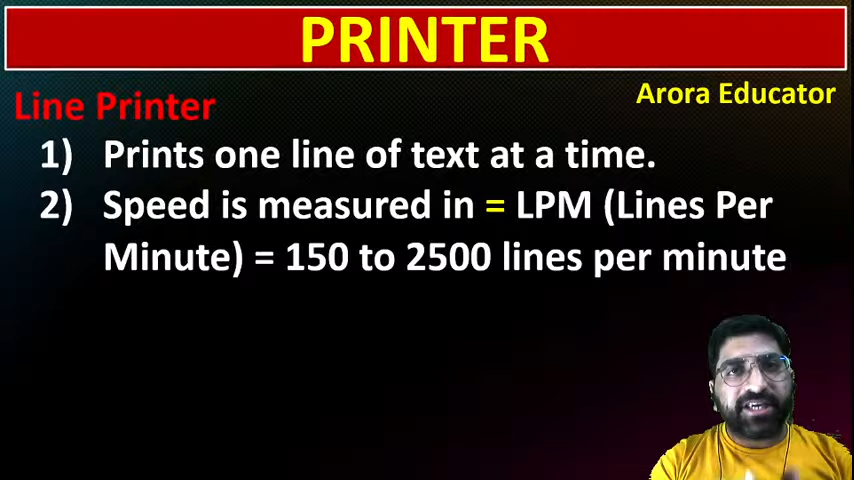 PRINTER
Arora Educator
Line Printer
1) Prints one line of text at a time.
2) Speed is measured in = LPM (Lines Per
Minute) = 150 to 2500 lines per minute